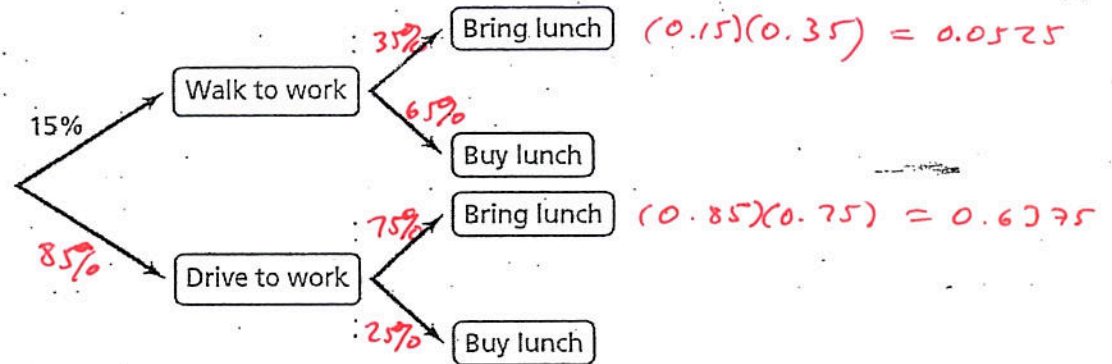 35% Bring lunch (0.15)(0.35) = 0.0525
Walk to work
15%
65%
Buy lunch
75% Bring lunch (0.85)(0.75) = 0.6375
85%
Drive to work
25% Buy lunch